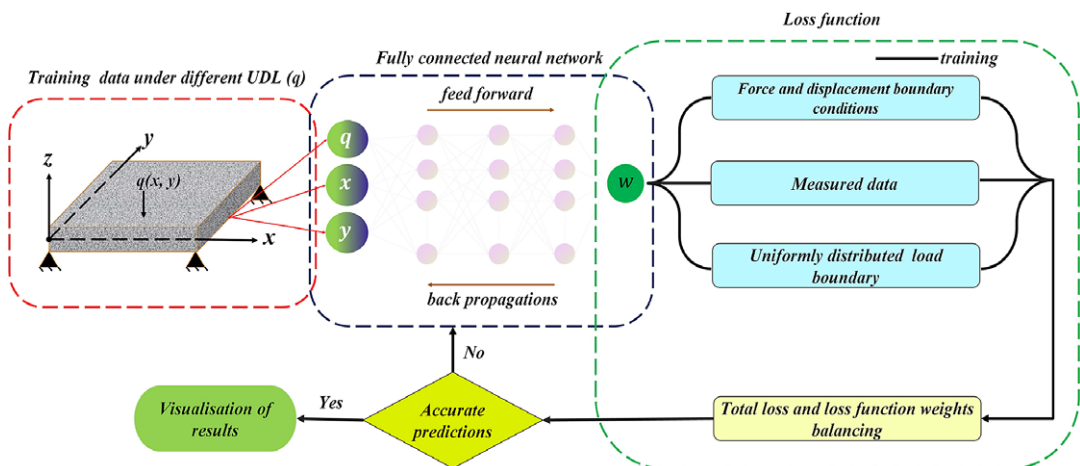 Loss function
Training data under different UDL (q)
Fully connected neural network
training
feed forward
Force and displacement boundary
conditions
z
y
q(x, y)
x
q
x
y
w
Measured data
Uniformly distributed load
boundary
back propagations
No
Yes
Visualisation of
results
Accurate
predictions
Total loss and loss function weights
balancing